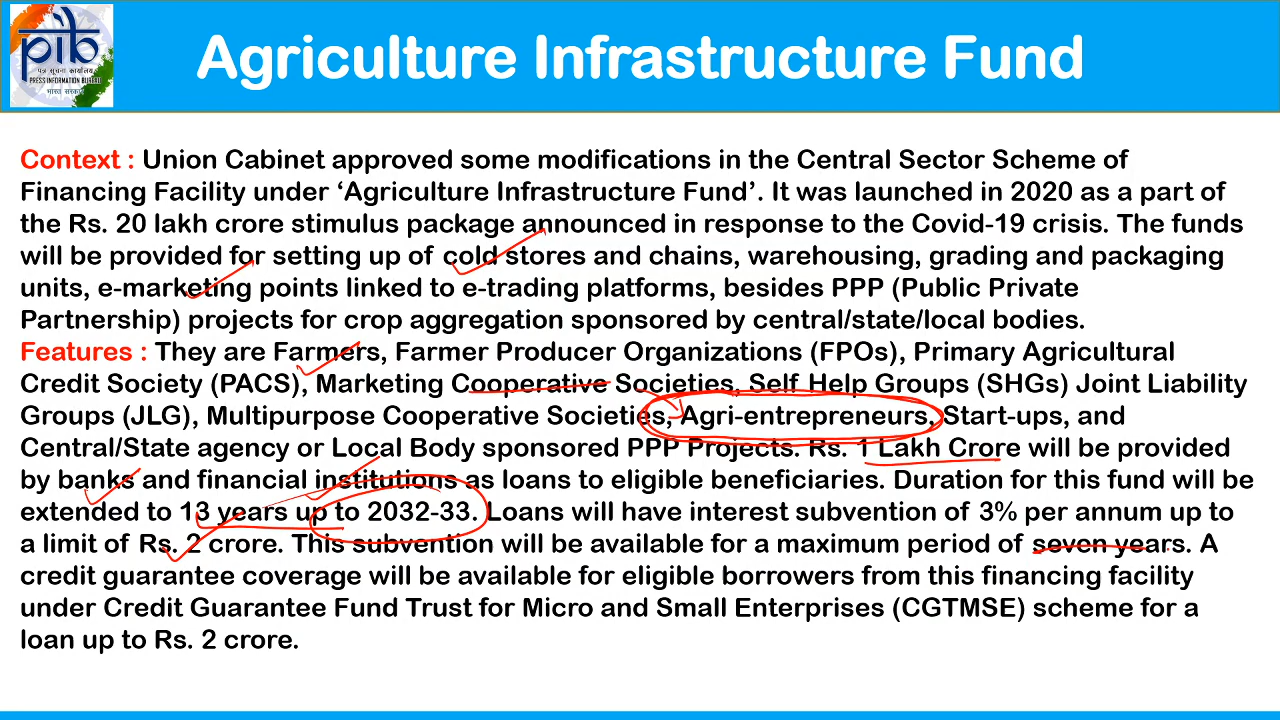 pib
पत्र सूचना कार्यालय
PRESS INFORMATION BUREAU
भारत सरकार
Agriculture Infrastructure Fund
Context : Union Cabinet approved some modifications in the Central Sector Scheme of
Financing Facility under ‘Agriculture Infrastructure Fund’. It was launched in 2020 as a part of
the Rs. 20 lakh crore stimulus package announced in response to the Covid-19 crisis. The funds
will be provided for setting up of cold stores and chains, warehousing, grading and packaging
units, e-marketing points linked to e-trading platforms, besides PPP (Public Private
Partnership) projects for crop aggregation sponsored by central/state/local bodies.
Features : They are Farmers, Farmer Producer Organizations (FPOs), Primary Agricultural
Credit Society (PACS), Marketing Cooperative Societies, Self Help Groups (SHGs) Joint Liability
Groups (JLG), Multipurpose Cooperative Societies, Agri-entrepreneurs, Start-ups, and
Central/State agency or Local Body sponsored PPP Projects. Rs. 1 Lakh Crore will be provided
by banks and financial institutions as loans to eligible beneficiaries. Duration for this fund will be
extended to 13 years up to 2032-33. Loans will have interest subvention of 3% per annum up to
a limit of Rs. 2 crore. This subvention will be available for a maximum period of seven years. A
credit guarantee coverage will be available for eligible borrowers from this financing facility
under Credit Guarantee Fund Trust for Micro and Small Enterprises (CGTMSE) scheme for a
loan up to Rs. 2 crore.